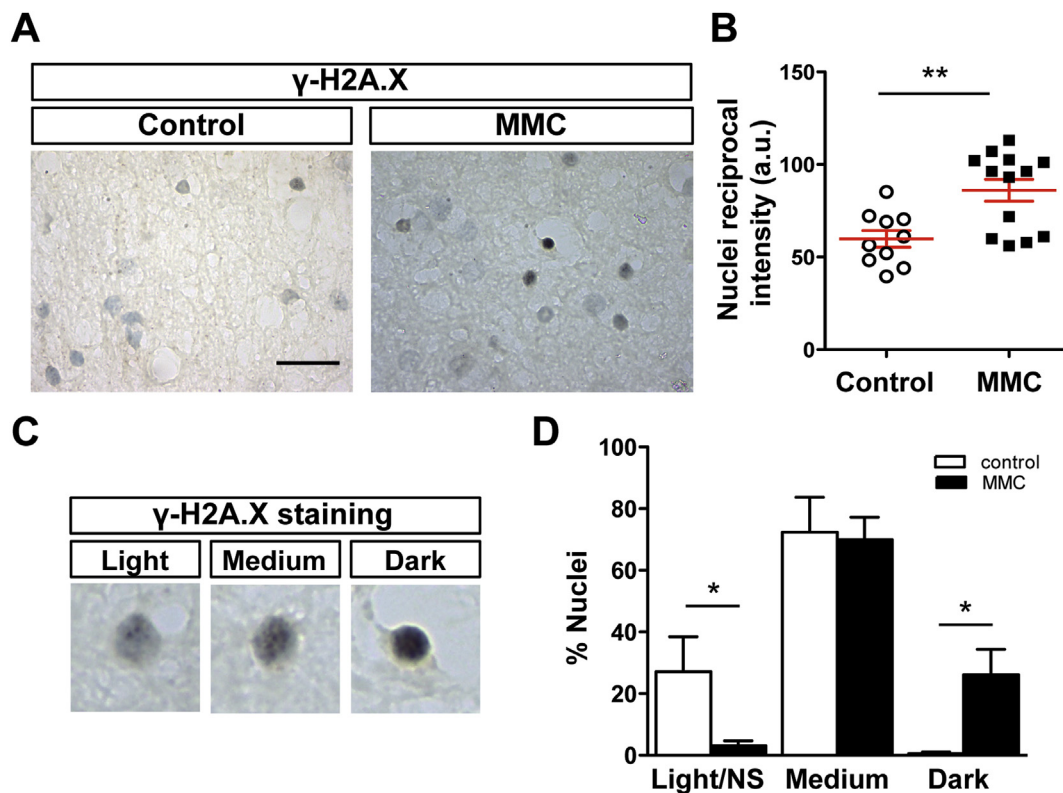 A
γ-H2A.X
Control
MMC
B
Nuclei reciprocal
intensity (a.u.)
150
100
50
0
**
Control
MMC
C
γ-H2A.X staining
Light
Medium
Dark
D
% Nuclei
100
80
60
40
20
0
control
MMC
*
*
Light/NS
Medium
Dark